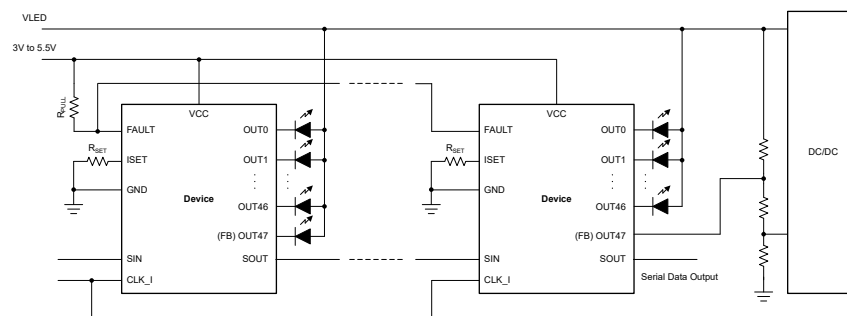 VLED
3V to 5.5V
RPULL
VCC
FAULT
OUT0
RSET
ISET
OUT1
GND
Device
OUT46
(FB) OUT47
SIN
SOUT
CLK_I
VCC
FAULT
OUT0
RSET
ISET
OUT1
GND
Device
OUT46
(FB) OUT47
SIN
SOUT
CLK_I
Serial Data Output
DC/DC